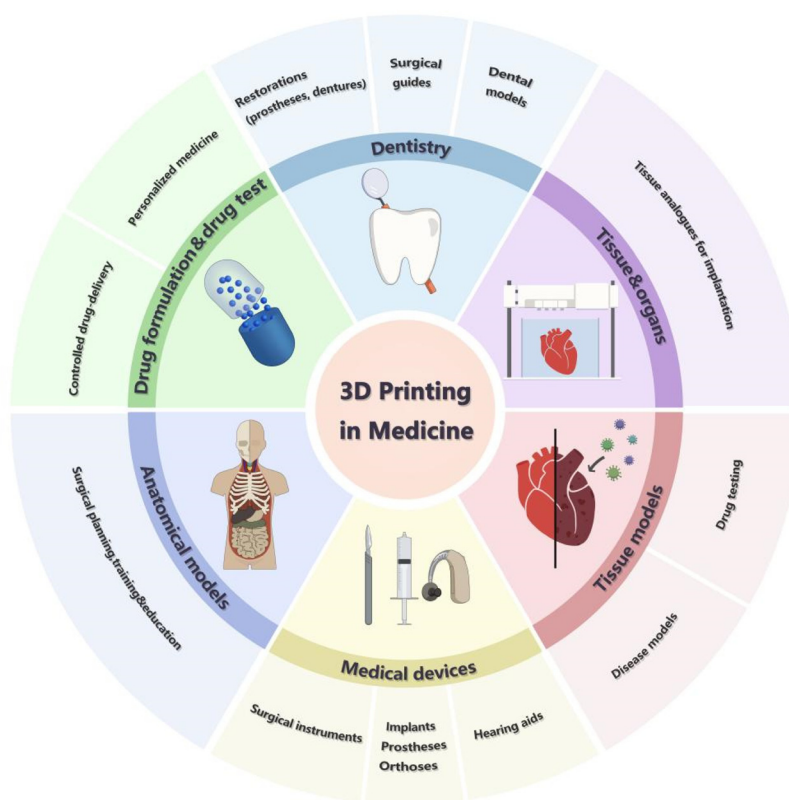 3D Printing
in Medicine
Dentistry
Restorations
(prostheses, dentures)
Surgical
guides
Dental
models
Tissue&organs
Tissue analogues for implantation
Tissue models
Drug testing
Disease models
Medical devices
Hearing aids
Implants
Prostheses
Orthoses
Surgical instruments
Anatomical models
Surgical planning,training&education
Drug formulation&drug test
Controlled drug-delivery
Personalized medicine